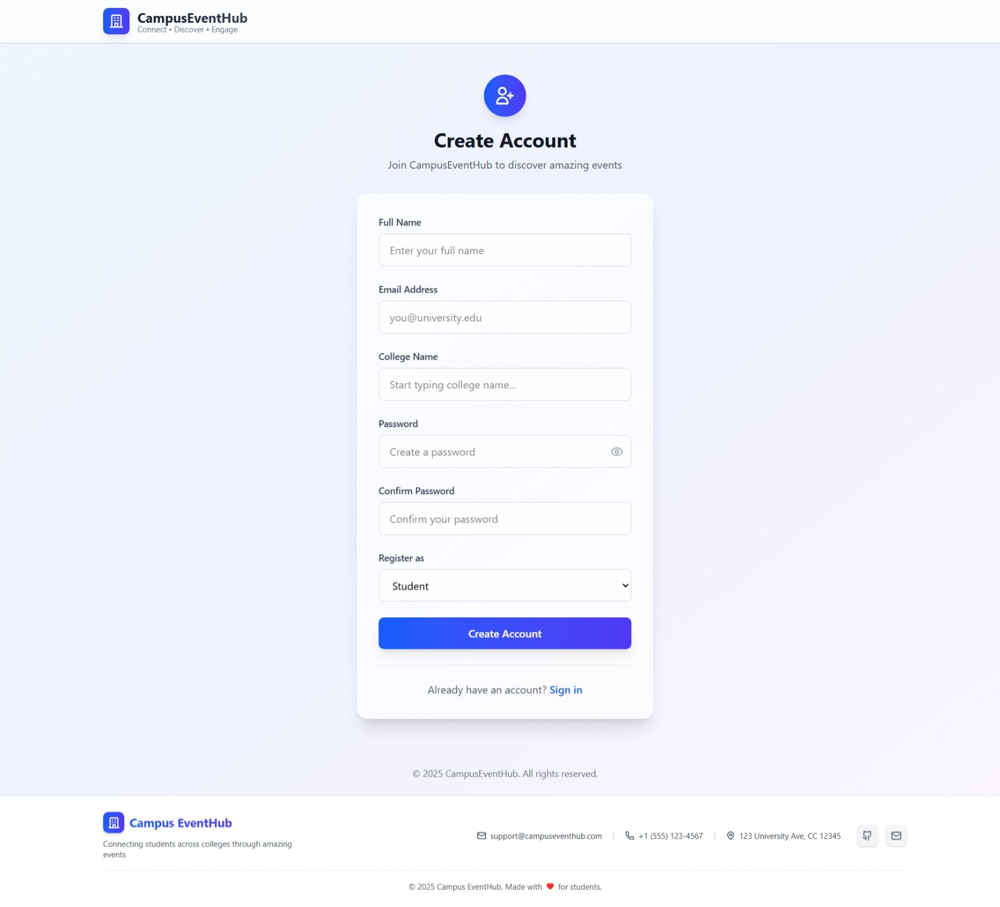 CampusEventHub
Connect • Discover • Engage
Create Account
Join CampusEventHub to discover amazing events
Full Name
Enter your full name
Email Address
you@university.edu
College Name
Start typing college name...
Password
Create a password
Confirm Password
Confirm your password
Register as
Student
Create Account
Already have an account? Sign in
© 2025 CampusEventHub. All rights reserved.
Campus EventHub
Connecting students across colleges through amazing
events
support@campuseventhub.com | +1 (555) 123-4567 | 123 University Ave, CC 12345
© 2025 Campus EventHub. Made with ❤ for students.